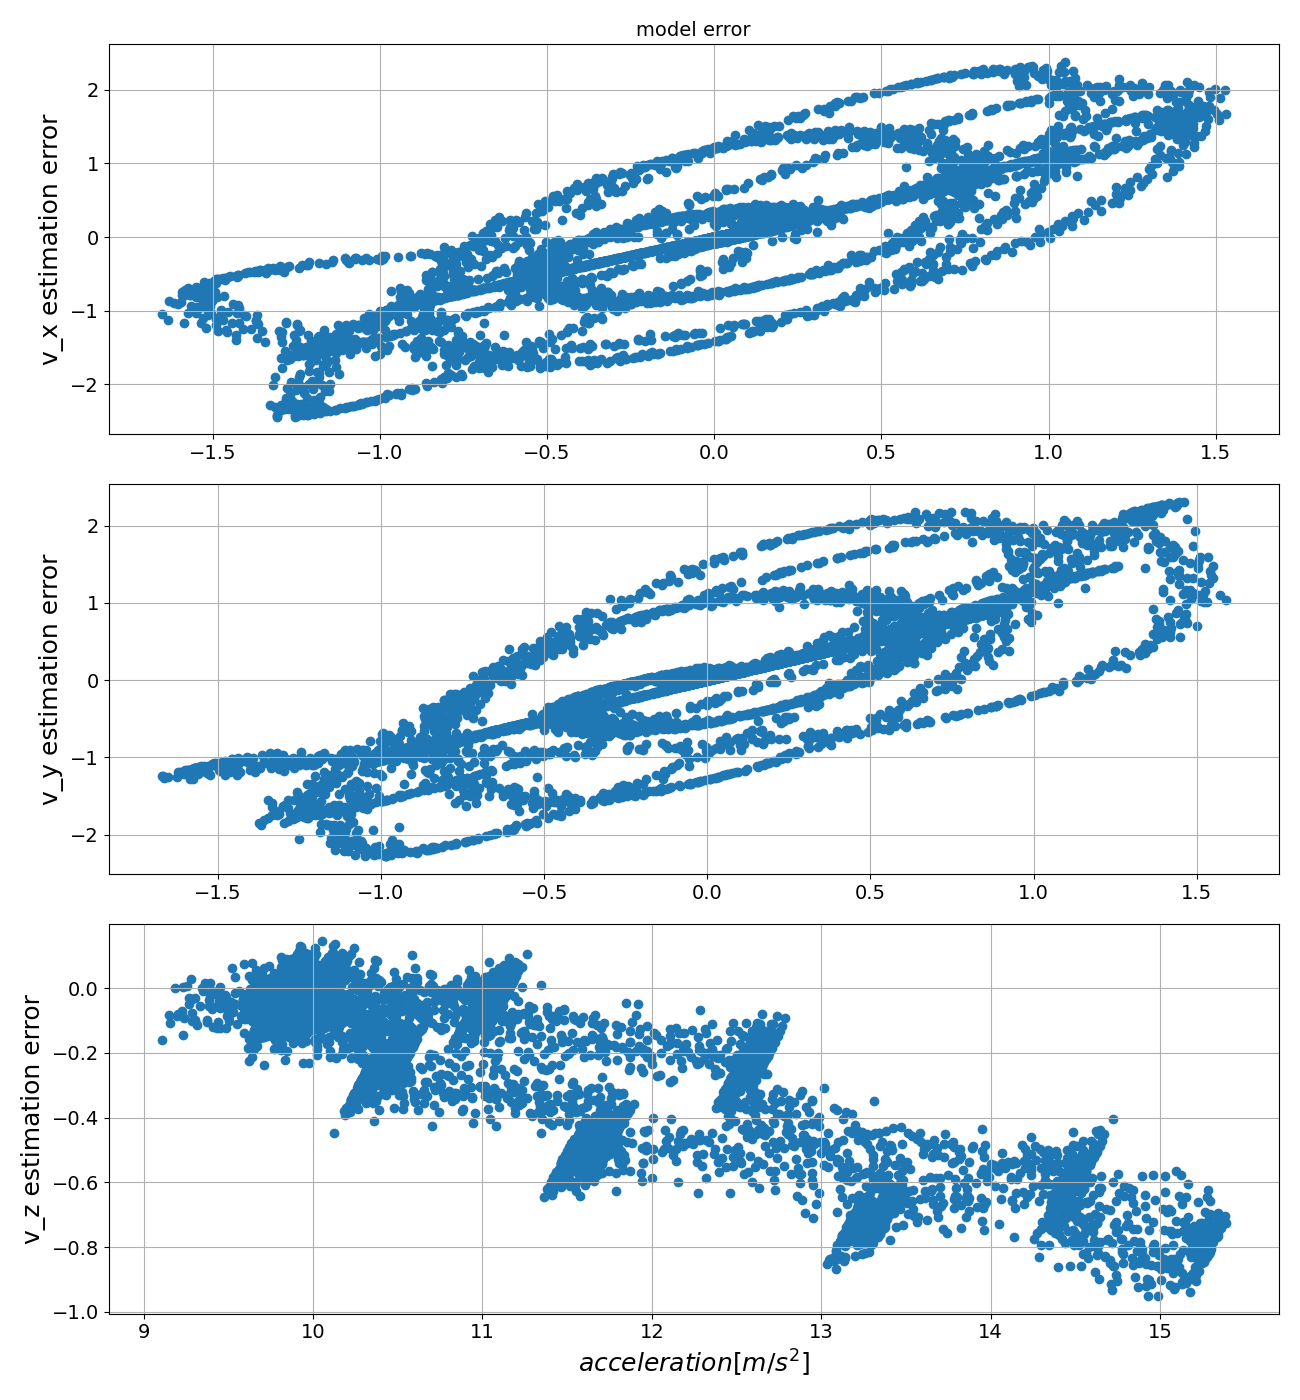 model error
v_x estimation error
2
1
0
−1
−2
−1.5 −1.0 −0.5 0.0 0.5 1.0 1.5
v_y estimation error
2
1
0
−1
−2
−1.5 −1.0 −0.5 0.0 0.5 1.0 1.5
v_z estimation error
0.0
−0.2
−0.4
−0.6
−0.8
−1.0
9 10 11 12 13 14 15
acceleration[m/s²]